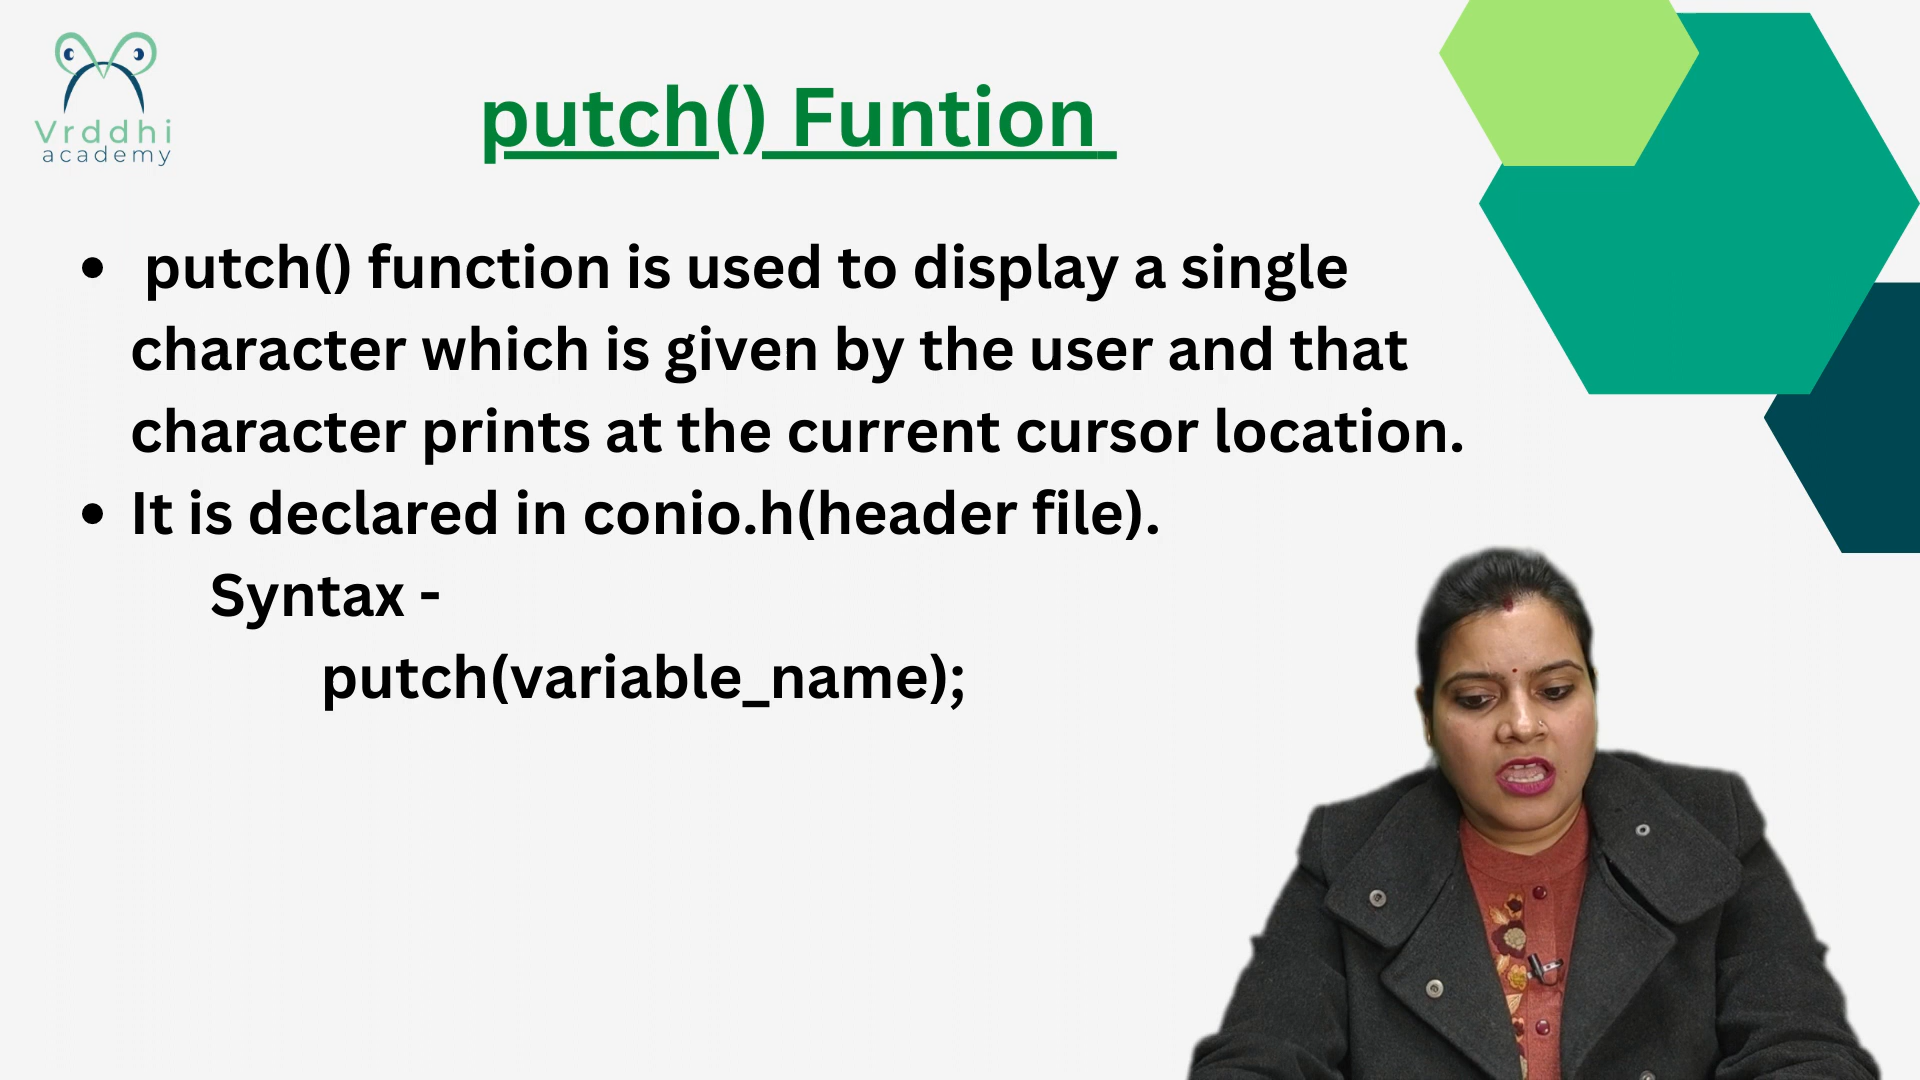 Vrddhi
academy
putch() Funtion
• putch() function is used to display a single
character which is given by the user and that
character prints at the current cursor location.
• It is declared in conio.h(header file).
Syntax -
putch(variable_name);